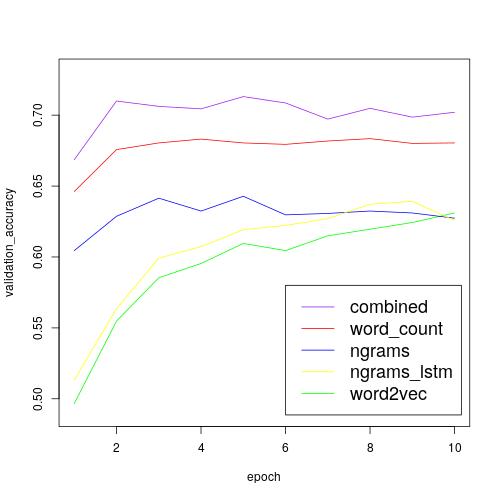 validation_accuracy
0.70
0.65
0.60
0.55
0.50
combined
word_count
ngrams
ngrams_lstm
word2vec
2 4 6 8 10
epoch